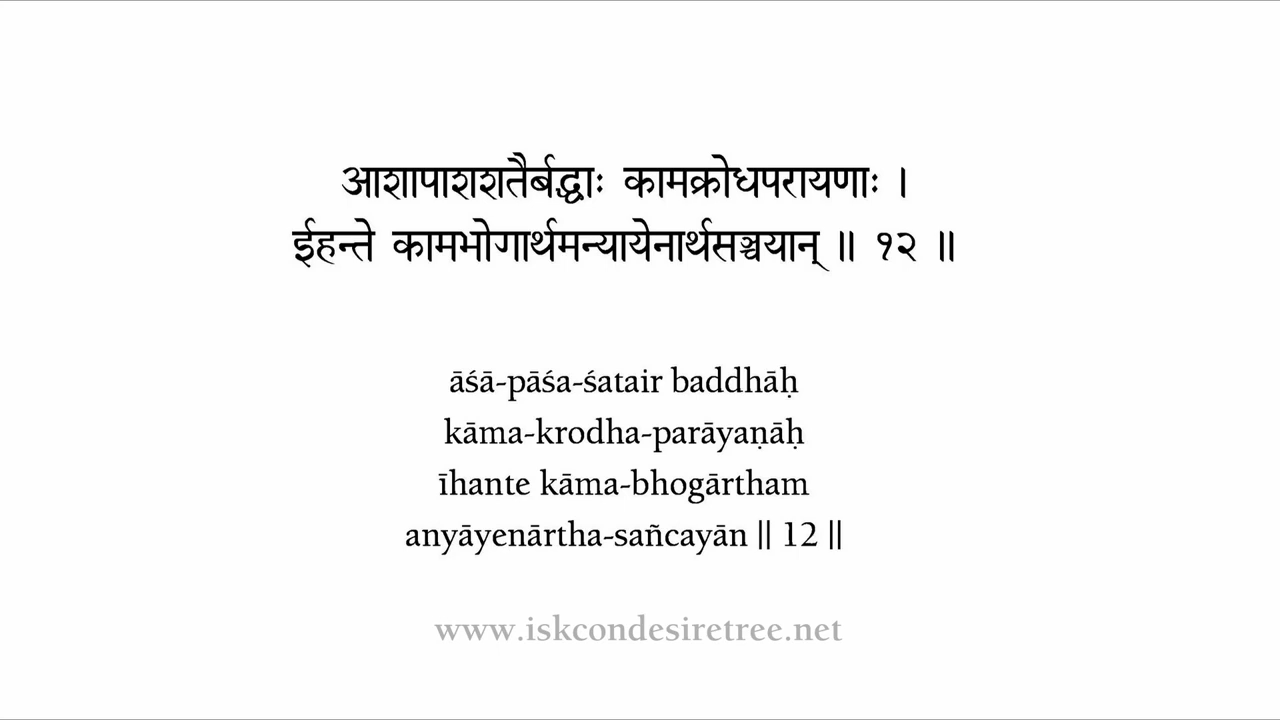 आशापाशशतैर्बद्धाः कामक्रोधपरायणाः ।
ईहन्ते कामभोगार्थमन्यायेनार्थसञ्चयान् ॥ १२ ॥
āśā-pāśa-śatair baddhāḥ
kāma-krodha-parāyaṇāḥ
īhante kāma-bhogārtham
anyāyenārtha-sañcayān || 12 ||
www.iskcondesiretree.net